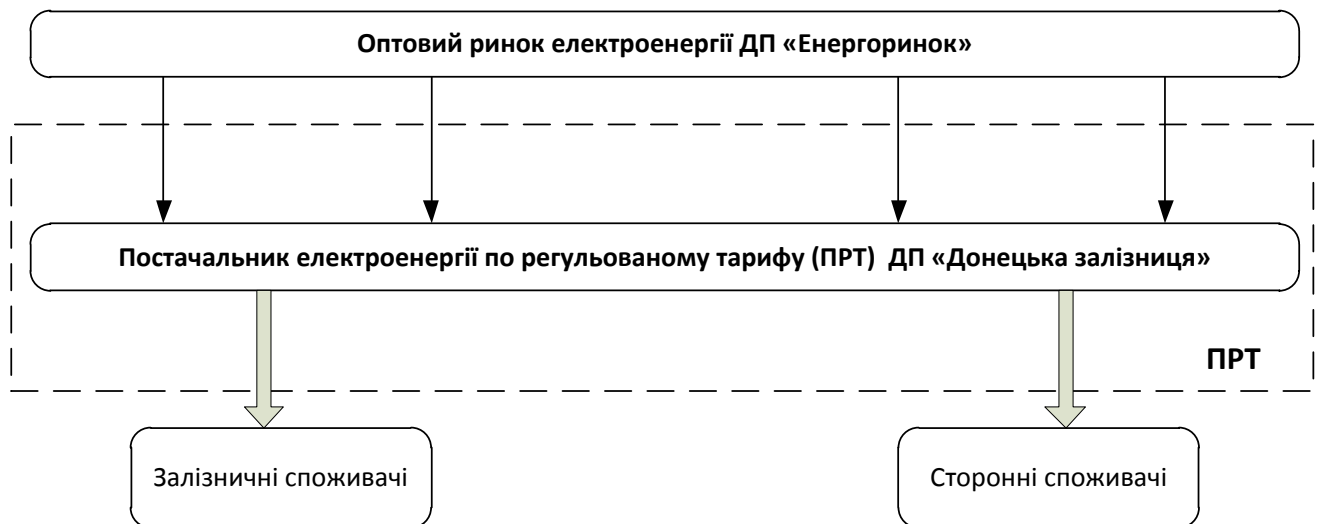 Оптовий ринок електроенергії ДП «Енергоринок»
Постачальник електроенергії по регульованому тарифу (ПРТ) ДП «Донецька залізниця»
ПРТ
Залізничні споживачі
Сторонні споживачі